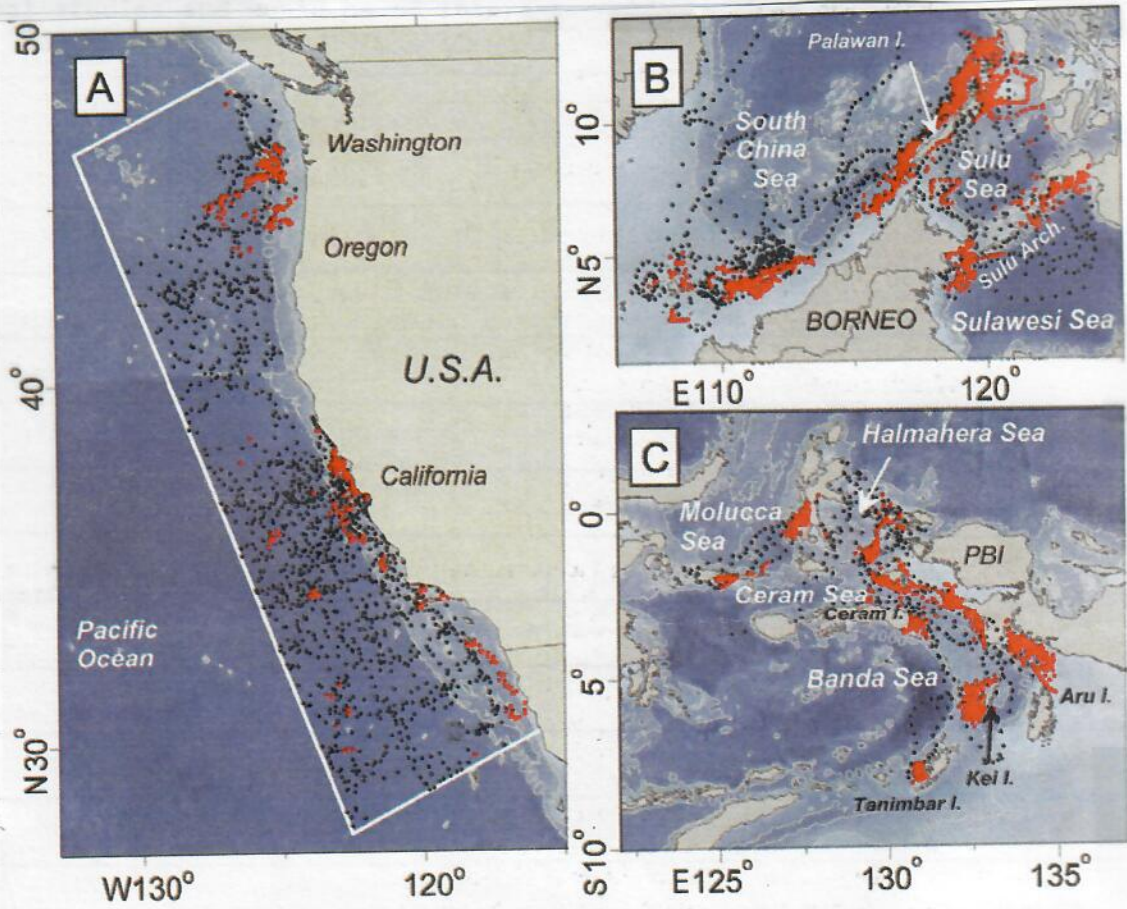 A
50
40°
N30°
W130°
120°
Washington
Oregon
U.S.A.
California
Pacific
Ocean
B
Palawan I.
South
China
Sea
Sulu
Sea
Sulu Arch.
BORNEO
Sulawesi Sea
10°
N5°
E110°
120°
C
Halmahera Sea
Molucca
Sea
PBI
Ceram Sea
Ceram I.
Banda Sea
Aru I.
Kei I.
Tanimbar I.
0°
5°
S10°
E125°
130°
135°